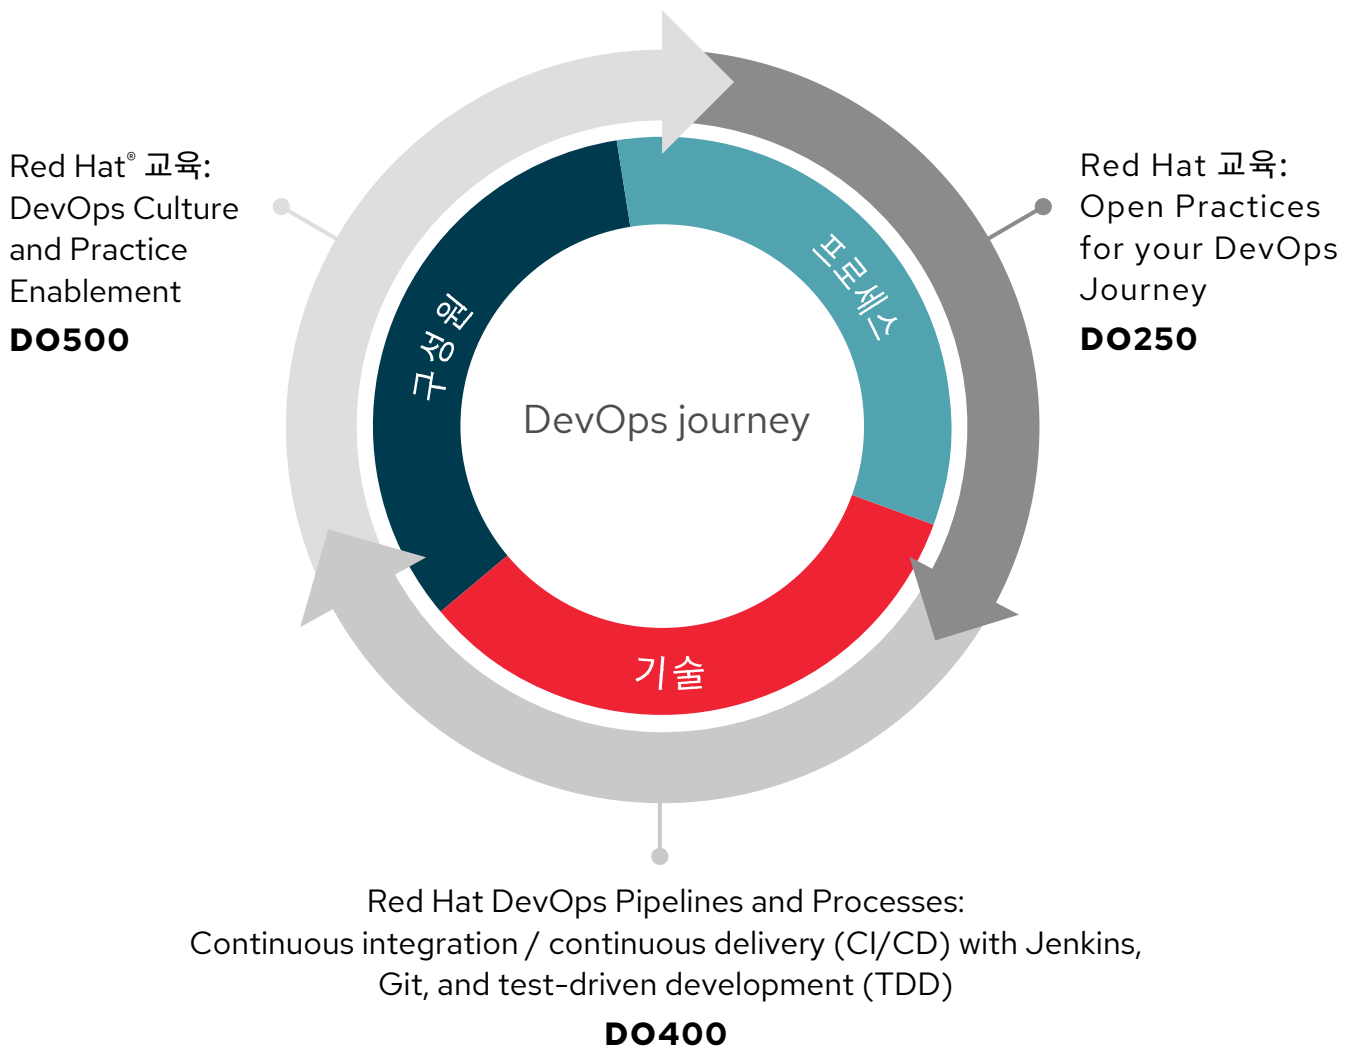 Red Hat® 교육:
DevOps Culture
and Practice
Enablement
DO500
Red Hat 교육:
Open Practices
for your DevOps
Journey
DO250
구성원
프로세스
DevOps journey
기술
Red Hat DevOps Pipelines and Processes:
Continuous integration / continuous delivery (CI/CD) with Jenkins,
Git, and test-driven development (TDD)
DO400